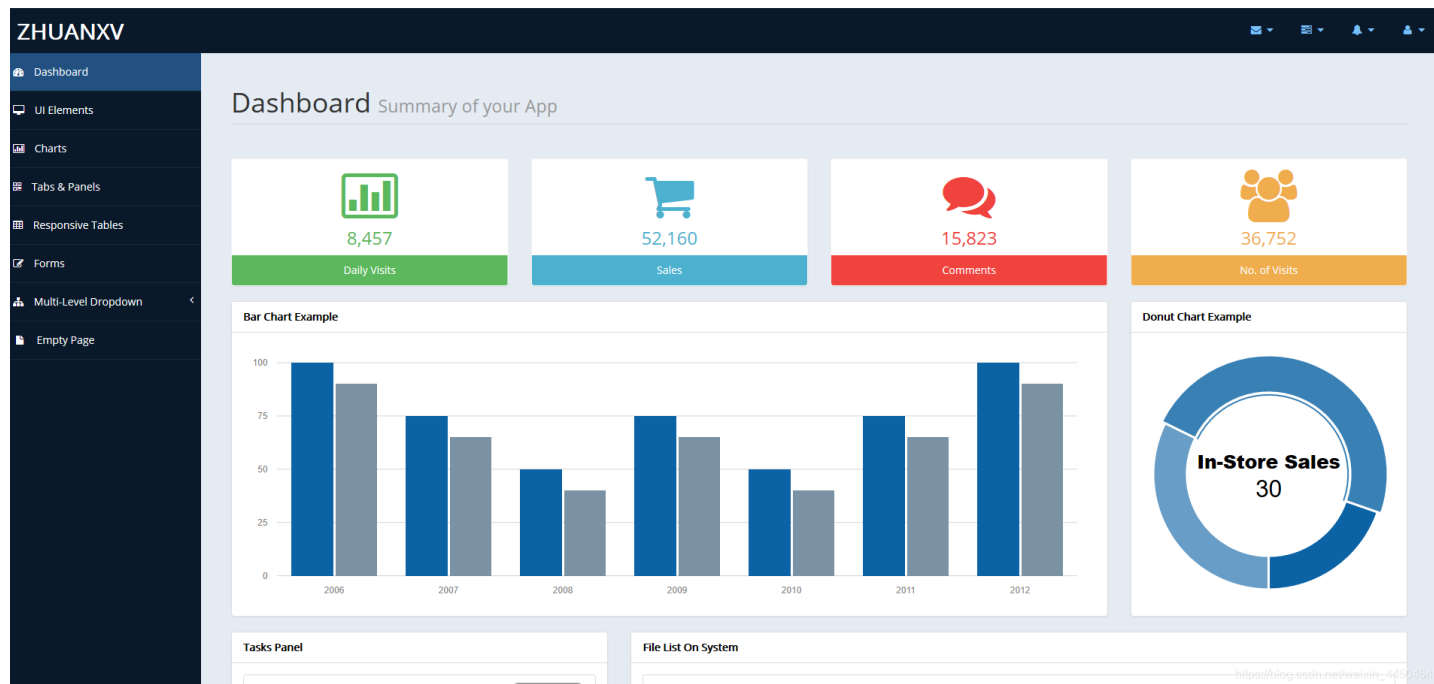 ZHUANXV
Dashboard
UI Elements
Charts
Tabs & Panels
Responsive Tables
Forms
Multi-Level Dropdown
Empty Page
Dashboard Summary of your App
8,457
Daily Visits
52,160
Sales
15,823
Comments
36,752
No. of Visits
Bar Chart Example
100
75
50
25
0
2006 2007 2008 2009 2010 2011 2012
Donut Chart Example
In-Store Sales
30
Tasks Panel
File List On System